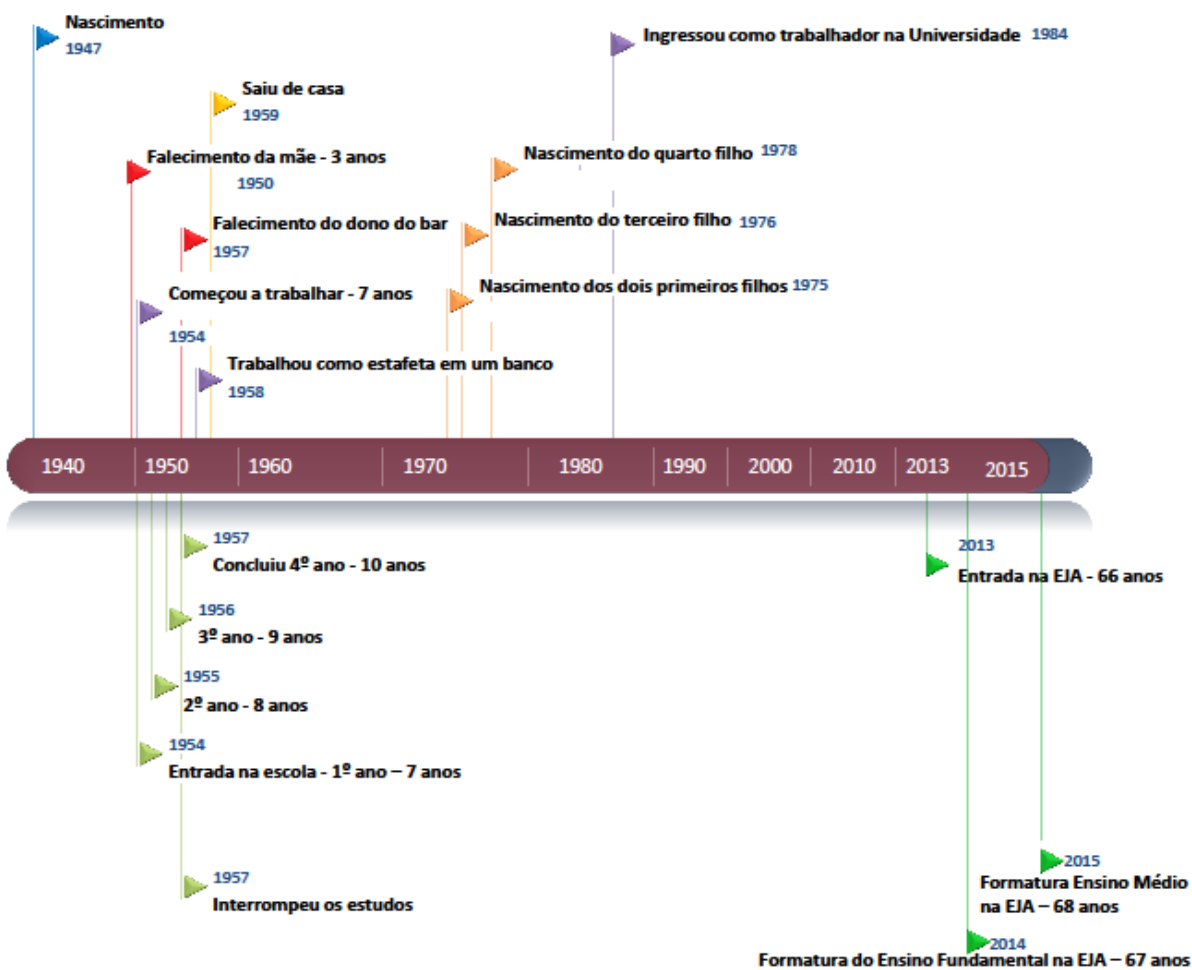 Nascimento
1947
Ingressou como trabalhador na Universidade 1984
Saiu de casa
1959
Falecimento da mãe - 3 anos
1950
Nascimento do quarto filho 1978
Falecimento do dono do bar
1957
Nascimento do terceiro filho 1976
Começou a trabalhar - 7 anos
1954
Nascimento dos dois primeiros filhos 1975
Trabalhou como estafeta em um banco
1958
1940 1950 1960 1970 1980 1990 2000 2010 2013 2015
1957
Concluiu 4º ano - 10 anos
2013
Entrada na EJA - 66 anos
1956
3º ano - 9 anos
1955
2º ano - 8 anos
1954
Entrada na escola - 1º ano – 7 anos
1957
Interrompeu os estudos
2015
Formatura Ensino Médio
na EJA – 68 anos
2014
Formatura do Ensino Fundamental na EJA – 67 anos